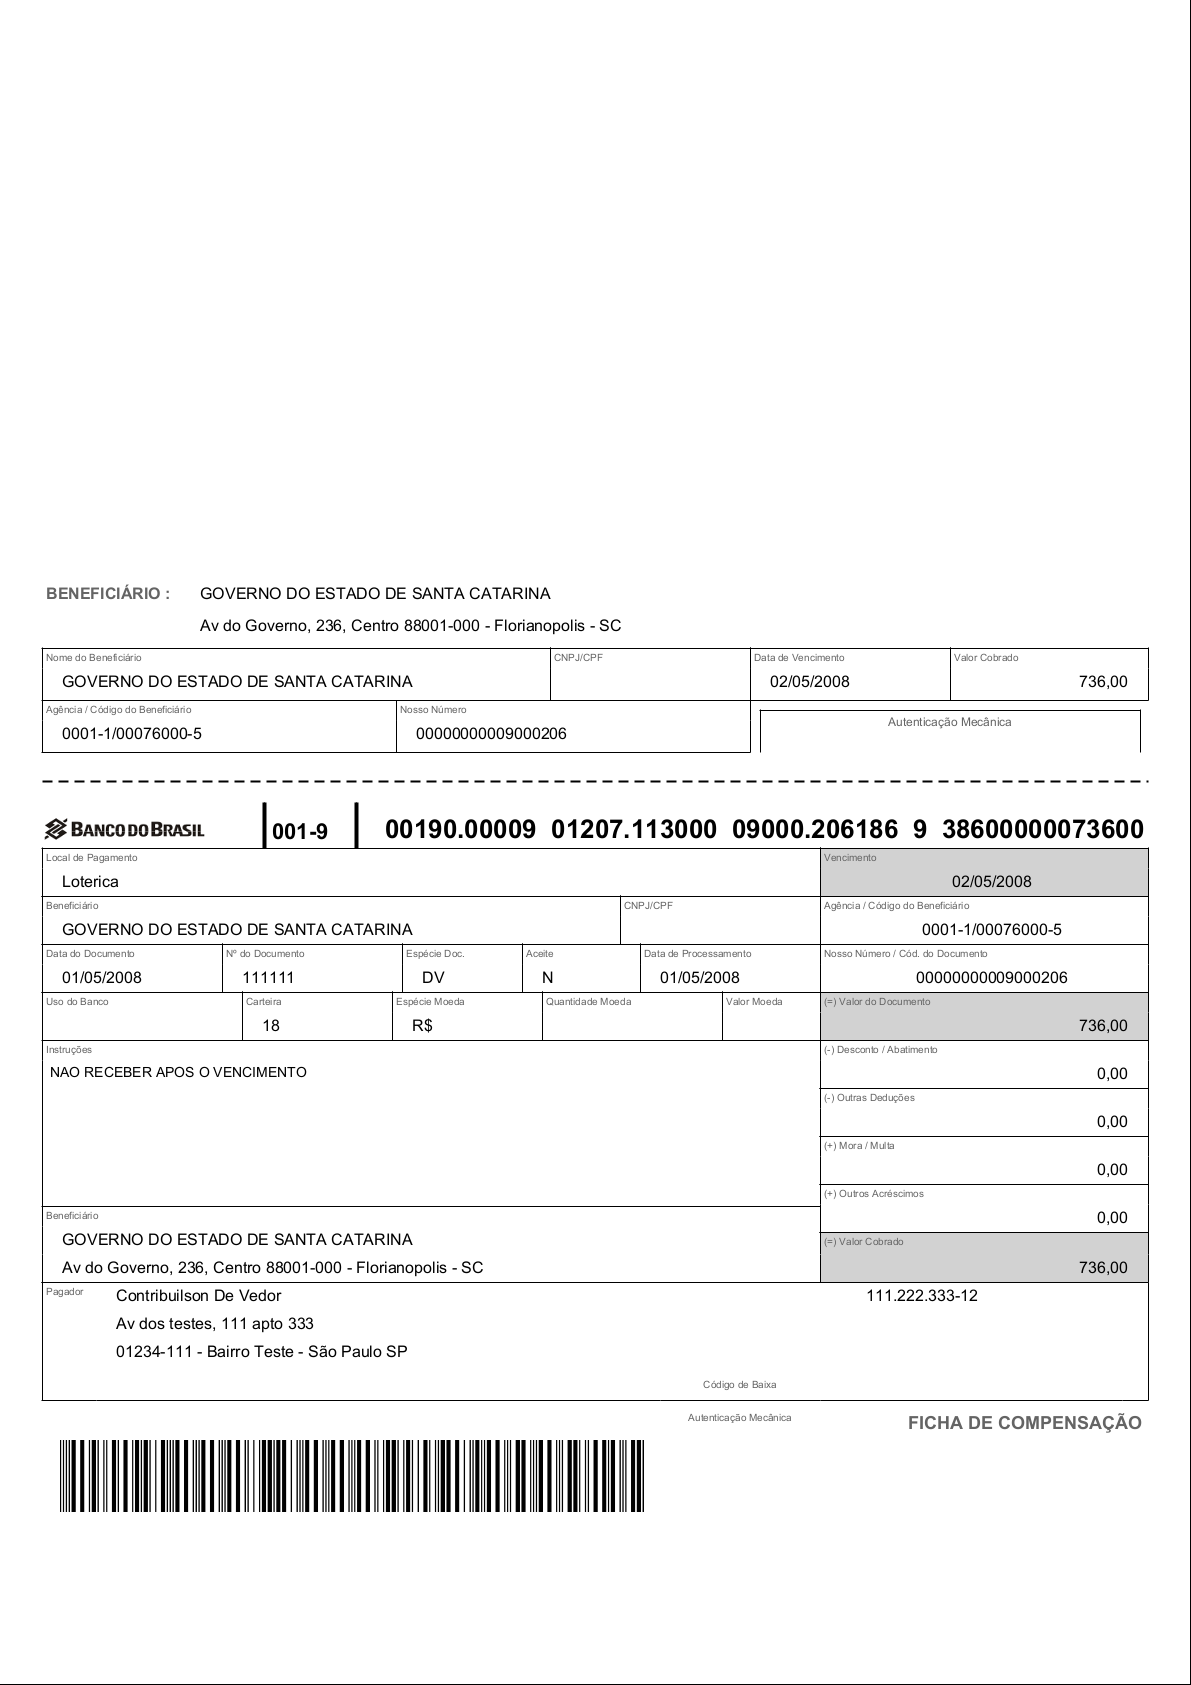 BENEFICIÁRIO : GOVERNO DO ESTADO DE SANTA CATARINA
Av do Governo, 236, Centro 88001-000 - Florianopolis - SC
Nome do Beneficiário CNPJ/CPF Data de Vencimento Valor Cobrado
GOVERNO DO ESTADO DE SANTA CATARINA 02/05/2008 736,00
Agência / Código do Beneficiário Nosso Número
Autenticação Mecânica
0001-1/00076000-5 00000000009000206
BANCO DO BRASIL 001-9 00190.00009 01207.113000 09000.206186 9 38600000073600
Local de Pagamento Vencimento
Loterica 02/05/2008
Beneficiário CNPJ/CPF Agência / Código do Beneficiário
GOVERNO DO ESTADO DE SANTA CATARINA 0001-1/00076000-5
Data do Documento Nº do Documento Espécie Doc. Aceite Data de Processamento Nosso Número / Cód. do Documento
01/05/2008 111111 DV N 01/05/2008 00000000009000206
Uso do Banco Carteira Espécie Moeda Quantidade Moeda Valor Moeda (=) Valor do Documento
18 R$ 736,00
Instruções (-) Desconto / Abatimento
NAO RECEBER APOS O VENCIMENTO 0,00
(-) Outras Deduções
0,00
(+) Mora / Multa
0,00
(+) Outros Acréscimos
0,00
Beneficiário
GOVERNO DO ESTADO DE SANTA CATARINA
(=) Valor Cobrado
Av do Governo, 236, Centro 88001-000 - Florianopolis - SC 736,00
Pagador Contribuilson De Vedor 111.222.333-12
Av dos testes, 111 apto 333
01234-111 - Bairro Teste - São Paulo SP
Código de Baixa
Autenticação Mecânica FICHA DE COMPENSAÇÃO